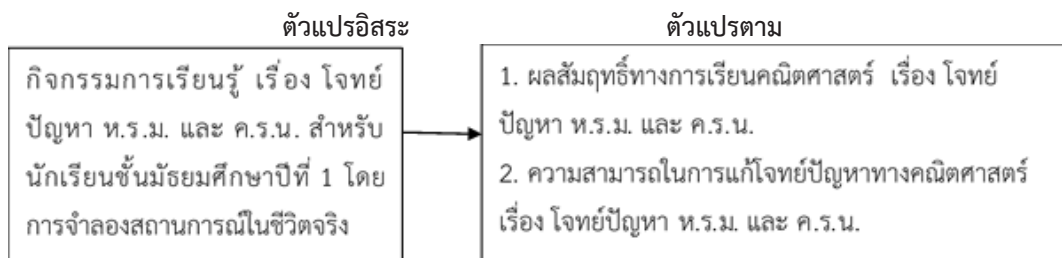 ตัวแปรอิสระ
ตัวแปรตาม
กิจกรรมการเรียนรู้ เรื่อง โจทย์
ปัญหา ห.ร.ม. และ ค.ร.น. สำหรับ
นักเรียนชั้นมัธยมศึกษาปีที่ 1 โดย
การจำลองสถานการณ์ในชีวิตจริง
1. ผลสัมฤทธิ์ทางการเรียนคณิตศาสตร์ เรื่อง โจทย์
ปัญหา ห.ร.ม. และ ค.ร.น.
2. ความสามารถในการแก้โจทย์ปัญหาทางคณิตศาสตร์
เรื่อง โจทย์ปัญหา ห.ร.ม. และ ค.ร.น.